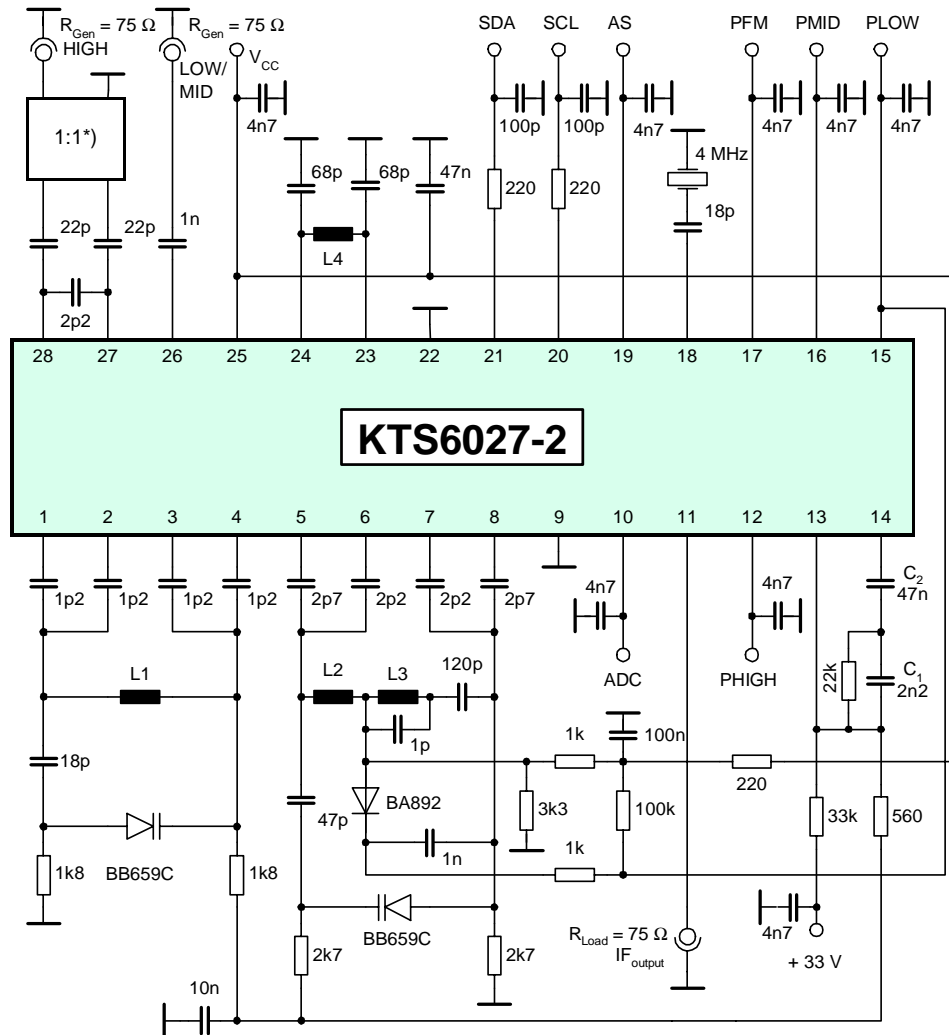 R_Gen = 75 Ω
HIGH
R_Gen = 75 Ω
LOW/
MID
V_CC
SDA
SCL
AS
PFM
PMID
PLOW
4n7
100p
100p
4n7
4n7
4n7
4n7
1:1*)
68p
68p
47n
220
220
4 MHz
18p
22p
22p
1n
L4
2p2
28
27
26
25
24
23
22
21
20
19
18
17
16
15
KTS6027-2
1
2
3
4
5
6
7
8
9
10
11
12
13
14
1p2
1p2
1p2
1p2
2p7
2p2
2p2
2p7
4n7
4n7
C_2
47n
L1
L2
L3
120p
ADC
PHIGH
22k
C_1
2n2
1p
1k
100n
18p
220
47p
BA892
3k3
100k
33k
560
1n
1k
1k8
BB659C
1k8
2k7
BB659C
2k7
R_Load = 75 Ω
IF_output
4n7
+ 33 V
10n